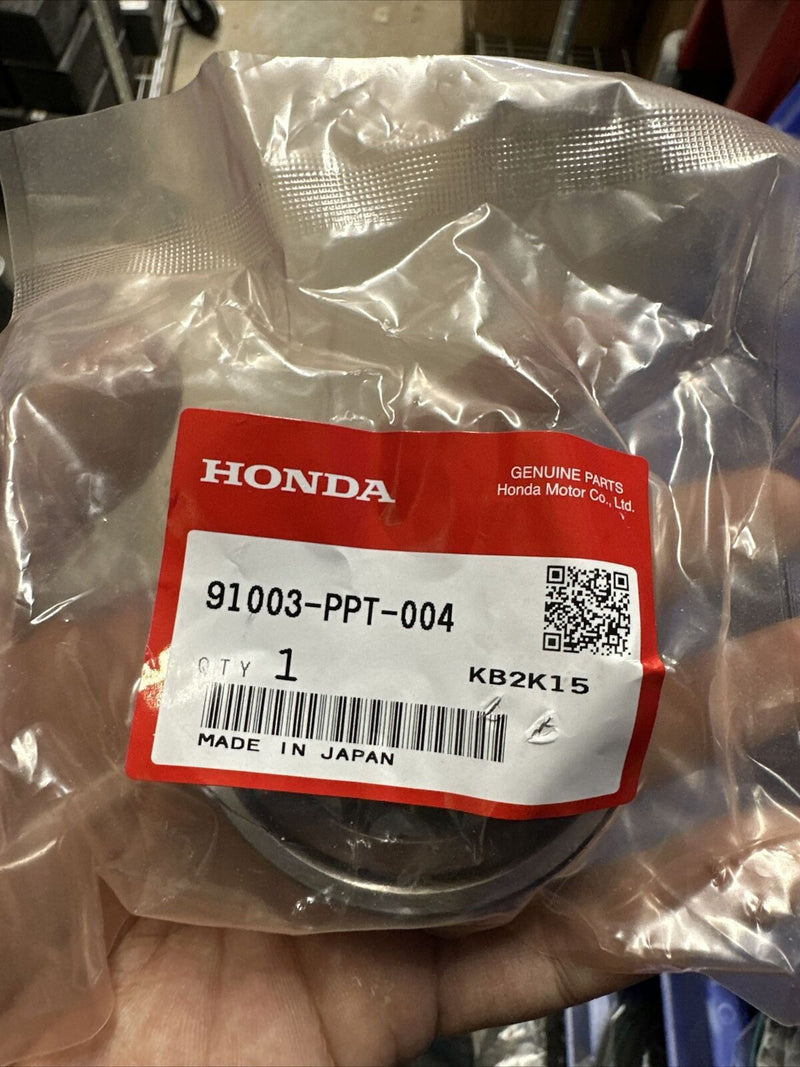 HONDA
GENUINE PARTS
Honda Motor Co., Ltd.
91003-PPT-004
QTY 1
KB2K15
MADE IN JAPAN